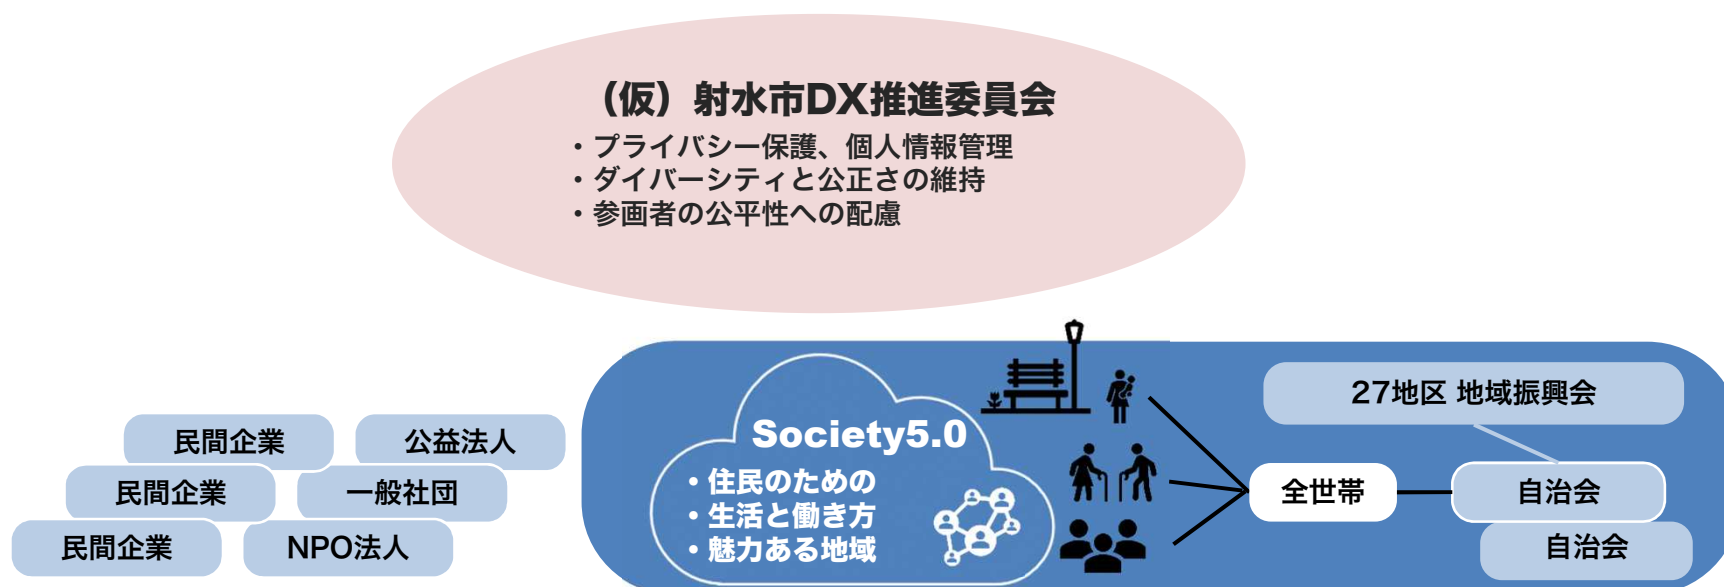 （仮）射水市DX推進委員会
・プライバシー保護、個人情報管理
・ダイバーシティと公正さの維持
・参画者の公平性への配慮
民間企業
公益法人
民間企業
一般社団
民間企業
NPO法人
Society5.0
・住民のための
・生活と働き方
・魅力ある地域
27地区 地域振興会
全世帯
自治会
自治会